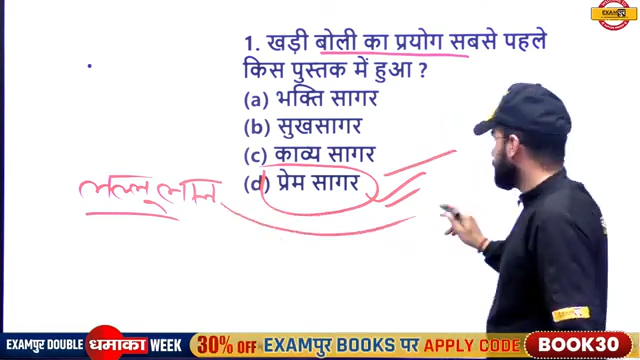 EXAMपुर
1. खड़ी बोली का प्रयोग सबसे पहले
किस पुस्तक में हुआ ?
(a) भक्ति सागर
(b) सुखसागर
(c) काव्य सागर
(d) प्रेम सागर
लल्लू लाल
EXAMPUR DOUBLE धमाका WEEK
30% OFF EXAMपुर BOOKS पर APPLY CODE BOOK30